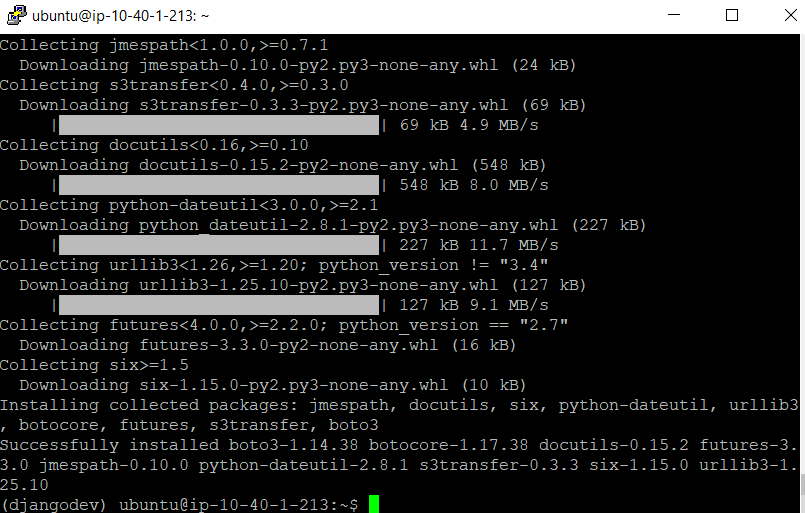 ubuntu@ip-10-40-1-213: ~
Collecting jmespath<1.0.0,>=0.7.1
  Downloading jmespath-0.10.0-py2.py3-none-any.whl (24 kB)
Collecting s3transfer<0.4.0,>=0.3.0
  Downloading s3transfer-0.3.3-py2.py3-none-any.whl (69 kB)
     |████████████████████████████████| 69 kB 4.9 MB/s
Collecting docutils<0.16,>=0.10
  Downloading docutils-0.15.2-py2-none-any.whl (548 kB)
     |████████████████████████████████| 548 kB 8.0 MB/s
Collecting python-dateutil<3.0.0,>=2.1
  Downloading python_dateutil-2.8.1-py2.py3-none-any.whl (227 kB)
     |████████████████████████████████| 227 kB 11.7 MB/s
Collecting urllib3<1.26,>=1.20; python_version != "3.4"
  Downloading urllib3-1.25.10-py2.py3-none-any.whl (127 kB)
     |████████████████████████████████| 127 kB 9.1 MB/s
Collecting futures<4.0.0,>=2.2.0; python_version == "2.7"
  Downloading futures-3.3.0-py2-none-any.whl (16 kB)
Collecting six>=1.5
  Downloading six-1.15.0-py2.py3-none-any.whl (10 kB)
Installing collected packages: jmespath, docutils, six, python-dateutil, urllib3
, botocore, futures, s3transfer, boto3
Successfully installed boto3-1.14.38 botocore-1.17.38 docutils-0.15.2 futures-3.
3.0 jmespath-0.10.0 python-dateutil-2.8.1 s3transfer-0.3.3 six-1.15.0 urllib3-1.
25.10
(djangodev) ubuntu@ip-10-40-1-213:~$